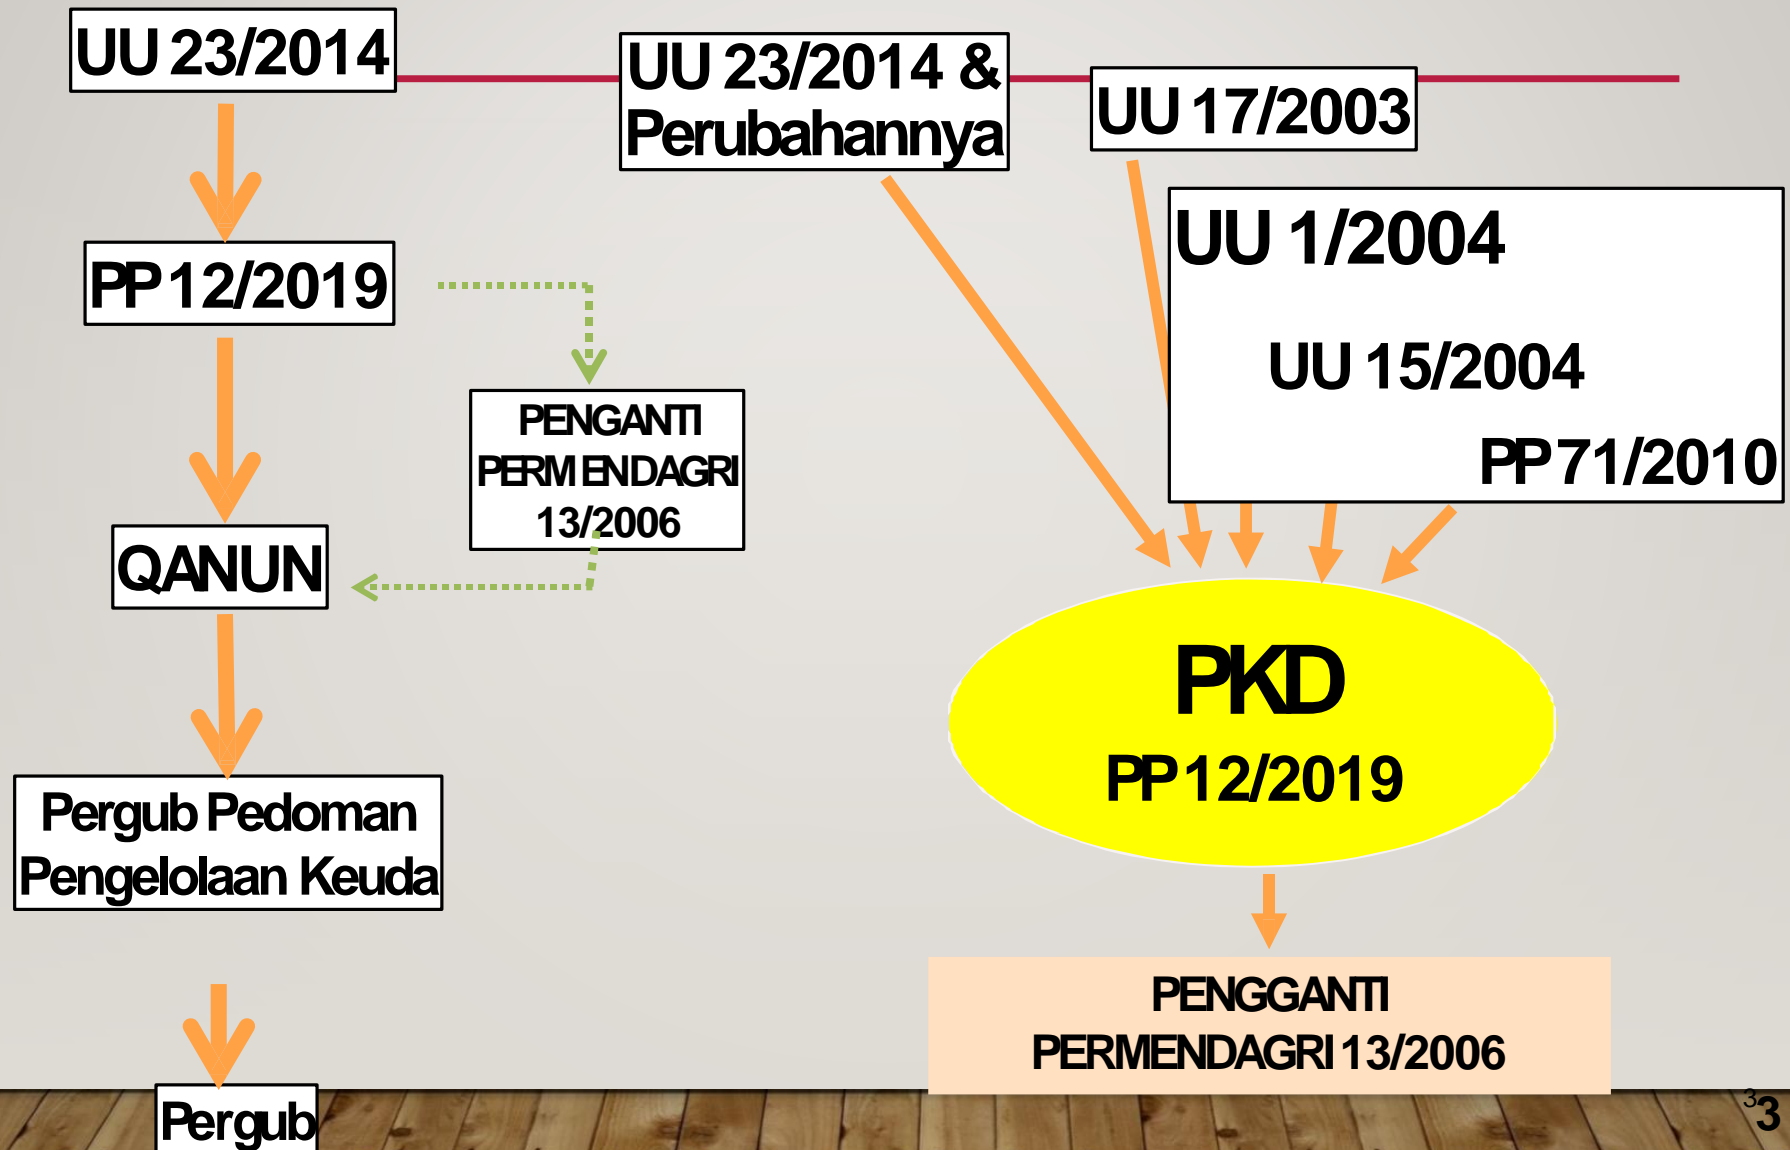 UU 23/2014
PP 12/2019
PENGANTI
PERMENDAGRI
13/2006
QANUN
Pergub Pedoman
Pengelolaan Keuda
Pergub
UU 23/2014 &
Perubahannya
UU 17/2003
UU 1/2004
UU 15/2004
PP 71/2010
PKD
PP 12/2019
PENGGANTI
PERMENDAGRI 13/2006
3
3